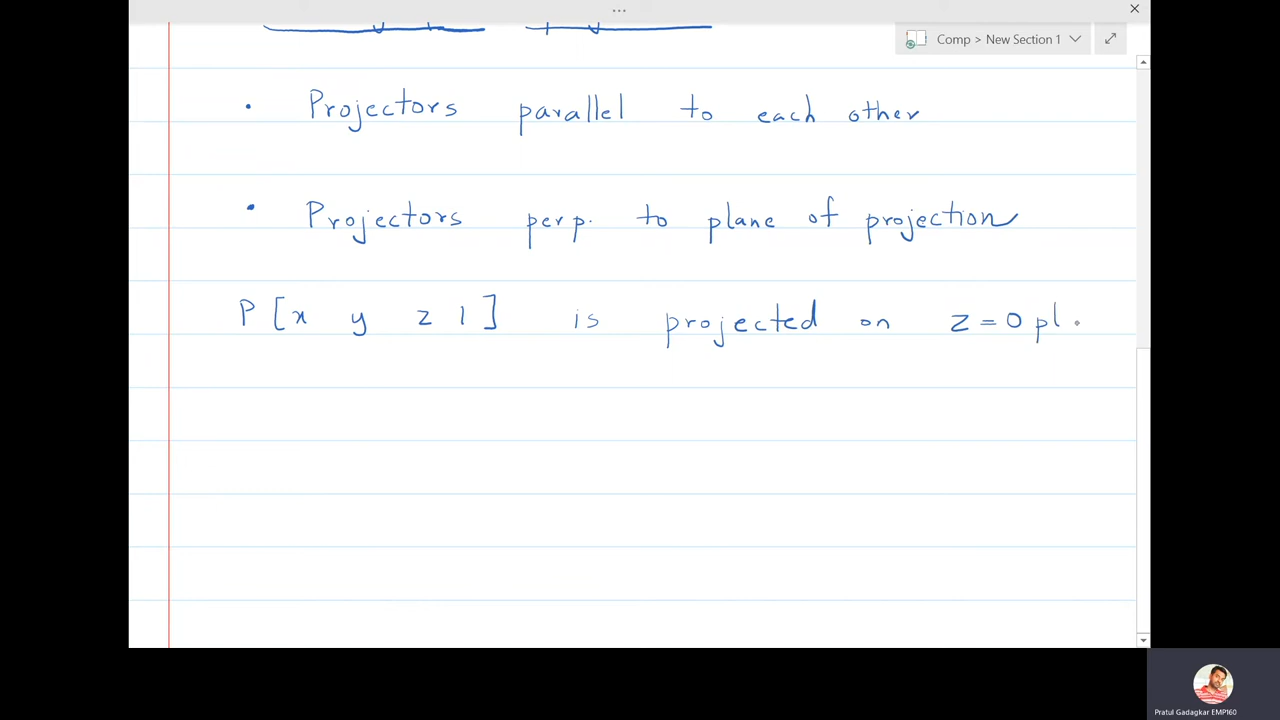 Comp > New Section 1
• Projectors parallel to each other
• Projectors perp. to plane of projection
P [x y z 1] is projected on z = 0 pl
Pratul Gadagkar EMP160